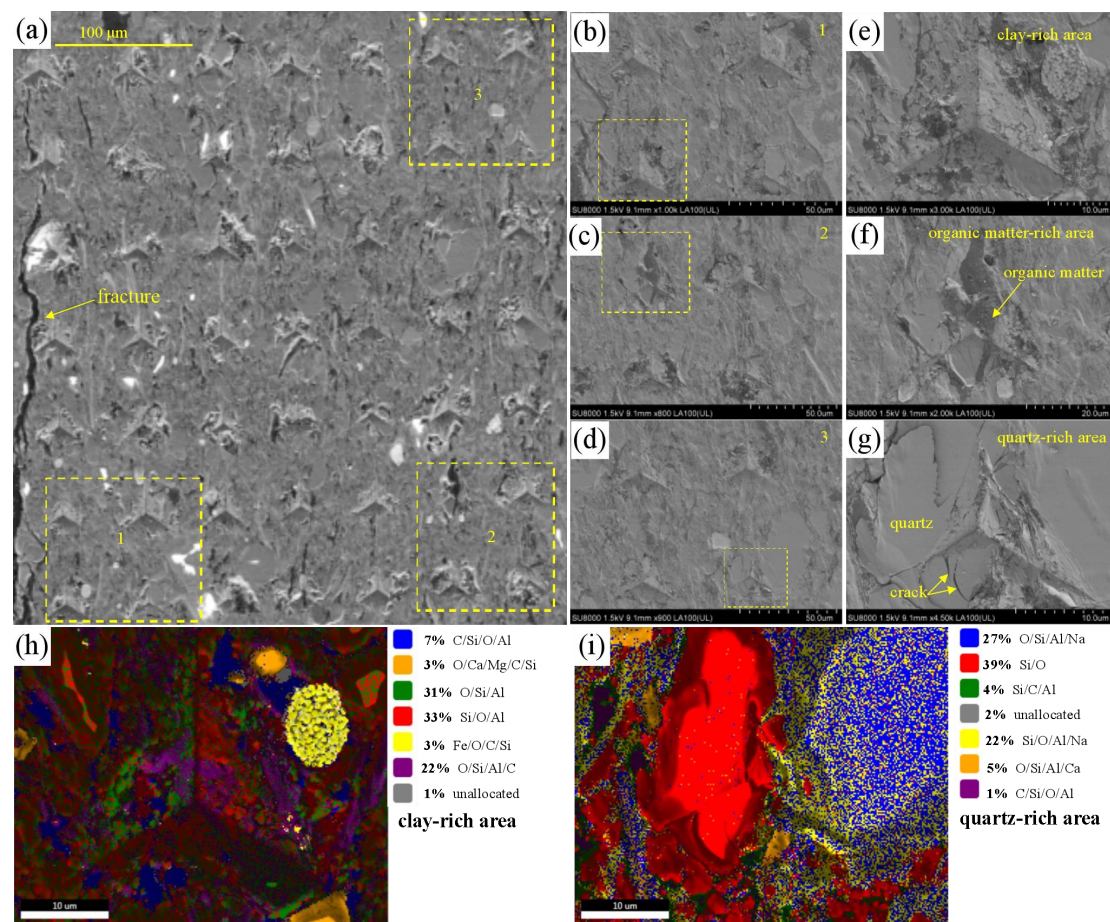 (a)
100 μm
3
fracture
1
2
(b)
1
SU8000 1.5kV 9.1mm x1.00k LA100(UL) 50.0um
(c)
2
SU8000 1.5kV 9.1mm x800 LA100(UL) 50.0um
(d)
3
SU8000 1.5kV 9.1mm x900 LA100(UL) 50.0um
(e)
clay-rich area
SU8000 1.5kV 9.1mm x3.00k LA100(UL) 10.0um
(f)
organic matter-rich area
organic matter
SU8000 1.5kV 9.1mm x2.00k LA100(UL) 20.0um
(g)
quartz-rich area
quartz
crack
SU8000 1.5kV 9.1mm x4.50k LA100(UL) 10.0um
(h)
10 um
7% C/Si/O/Al
3% O/Ca/Mg/C/Si
31% O/Si/Al
33% Si/O/Al
3% Fe/O/C/Si
22% O/Si/Al/C
1% unallocated
clay-rich area
(i)
10 um
27% O/Si/Al/Na
39% Si/O
4% Si/C/Al
2% unallocated
22% Si/O/Al/Na
5% O/Si/Al/Ca
1% C/Si/O/Al
quartz-rich area